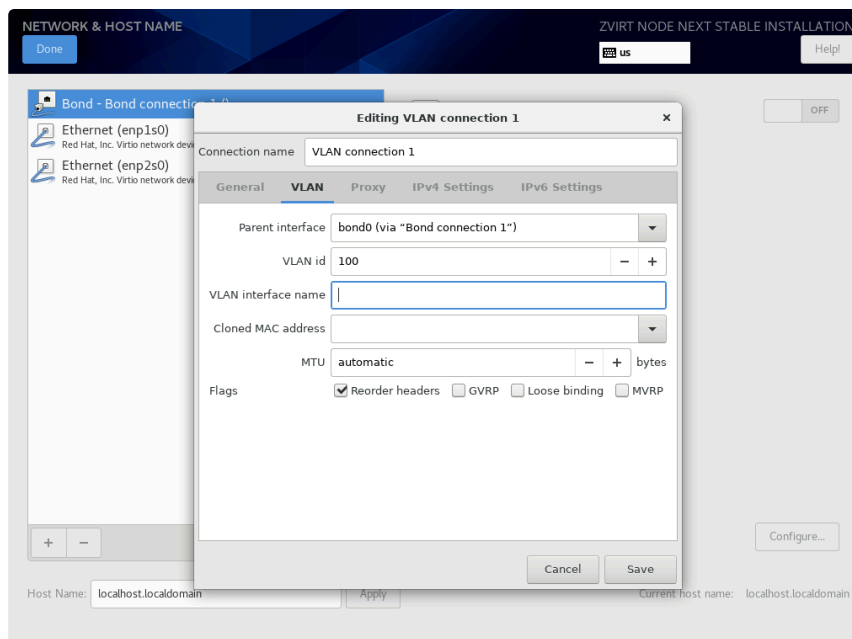 NETWORK & HOST NAME
ZVIRT NODE NEXT STABLE INSTALLATION
Done
us
Help!
Bond - Bond connection 1 ()
OFF
Ethernet (enp1s0)
Red Hat, Inc. Virtio network devi
Ethernet (enp2s0)
Red Hat, Inc. Virtio network devi
Editing VLAN connection 1
Connection name VLAN connection 1
General VLAN Proxy IPv4 Settings IPv6 Settings
Parent interface bond0 (via “Bond connection 1”)
VLAN id 100 − +
VLAN interface name
Cloned MAC address
MTU automatic − + bytes
Flags Reorder headers GVRP Loose binding MVRP
+ −
Configure...
Cancel Save
Host Name: localhost.localdomain Apply Current host name: localhost.localdomain